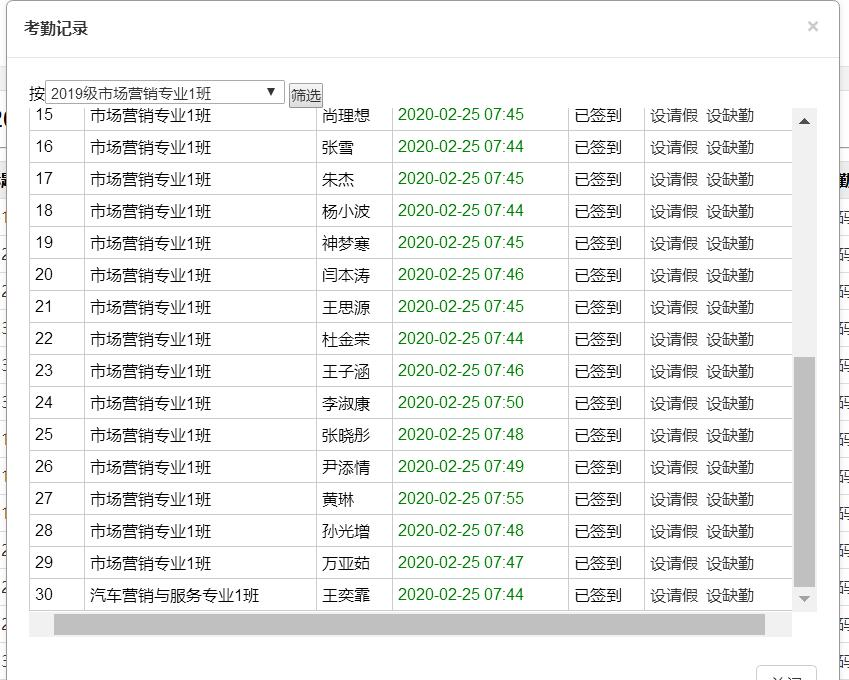 考勤记录 ×
按 2019级市场营销专业1班 ▼ 筛选
15 市场营销专业1班 尚理想 2020-02-25 07:45 已签到 设请假 设缺勤
16 市场营销专业1班 张雪 2020-02-25 07:44 已签到 设请假 设缺勤
17 市场营销专业1班 朱杰 2020-02-25 07:45 已签到 设请假 设缺勤
18 市场营销专业1班 杨小波 2020-02-25 07:44 已签到 设请假 设缺勤
19 市场营销专业1班 神梦寒 2020-02-25 07:45 已签到 设请假 设缺勤
20 市场营销专业1班 闫本涛 2020-02-25 07:46 已签到 设请假 设缺勤
21 市场营销专业1班 王思源 2020-02-25 07:45 已签到 设请假 设缺勤
22 市场营销专业1班 杜金荣 2020-02-25 07:44 已签到 设请假 设缺勤
23 市场营销专业1班 王子涵 2020-02-25 07:46 已签到 设请假 设缺勤
24 市场营销专业1班 李淑康 2020-02-25 07:50 已签到 设请假 设缺勤
25 市场营销专业1班 张晓彤 2020-02-25 07:48 已签到 设请假 设缺勤
26 市场营销专业1班 尹添情 2020-02-25 07:49 已签到 设请假 设缺勤
27 市场营销专业1班 黄琳 2020-02-25 07:55 已签到 设请假 设缺勤
28 市场营销专业1班 孙光增 2020-02-25 07:48 已签到 设请假 设缺勤
29 市场营销专业1班 万亚茹 2020-02-25 07:47 已签到 设请假 设缺勤
30 汽车营销与服务专业1班 王奕霏 2020-02-25 07:44 已签到 设请假 设缺勤